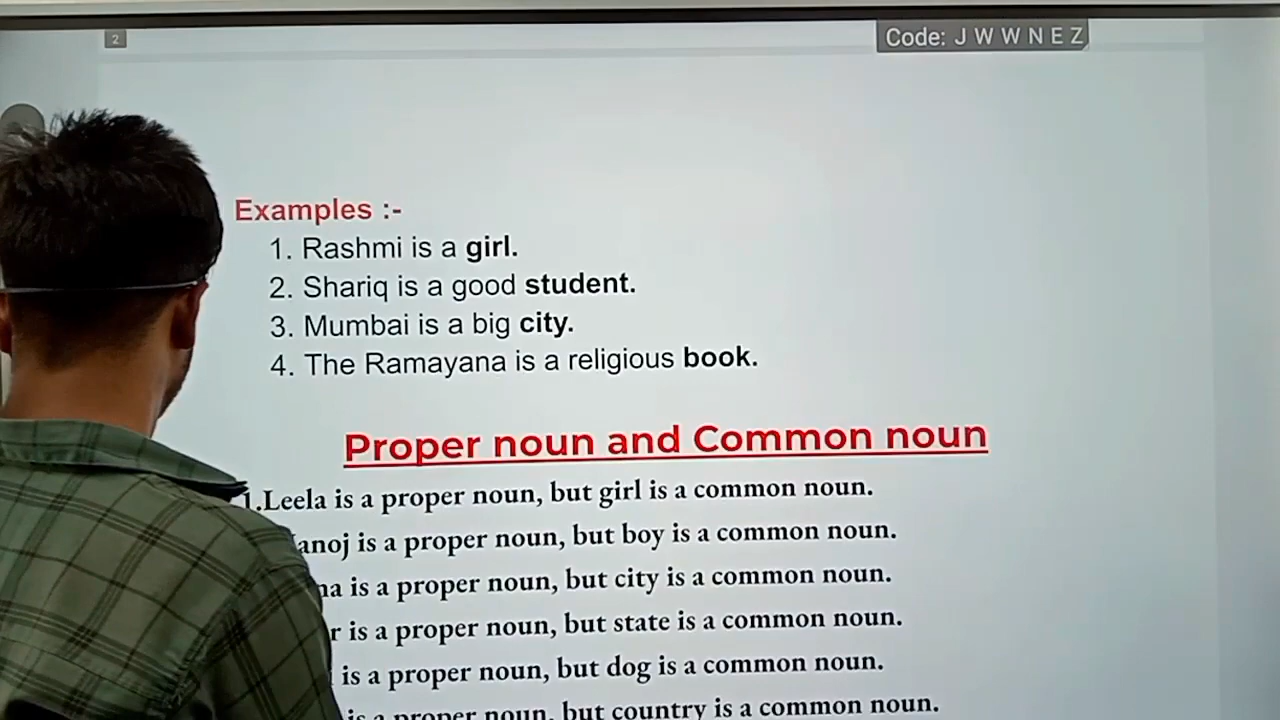 2
Code: J W W N E Z
Examples :-
1. Rashmi is a girl.
2. Shariq is a good student.
3. Mumbai is a big city.
4. The Ramayana is a religious book.
Proper noun and Common noun
1.Leela is a proper noun, but girl is a common noun.
is a proper noun, but boy is a common noun.
is a proper noun, but city is a common noun.
is a proper noun, but state is a common noun.
is a proper noun, but dog is a common noun.
is a proper noun, but country is a common noun.